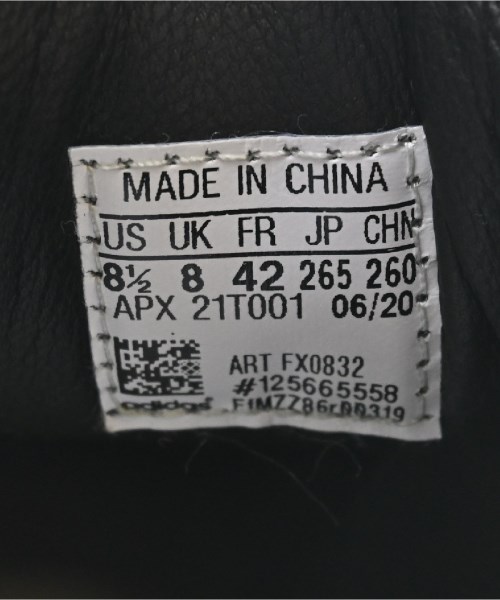 MADE IN CHINA
US UK FR JP CHN
8½ 8 42 265 260
APX 21T001 06/20
ART FX0832
#125665558
adidas